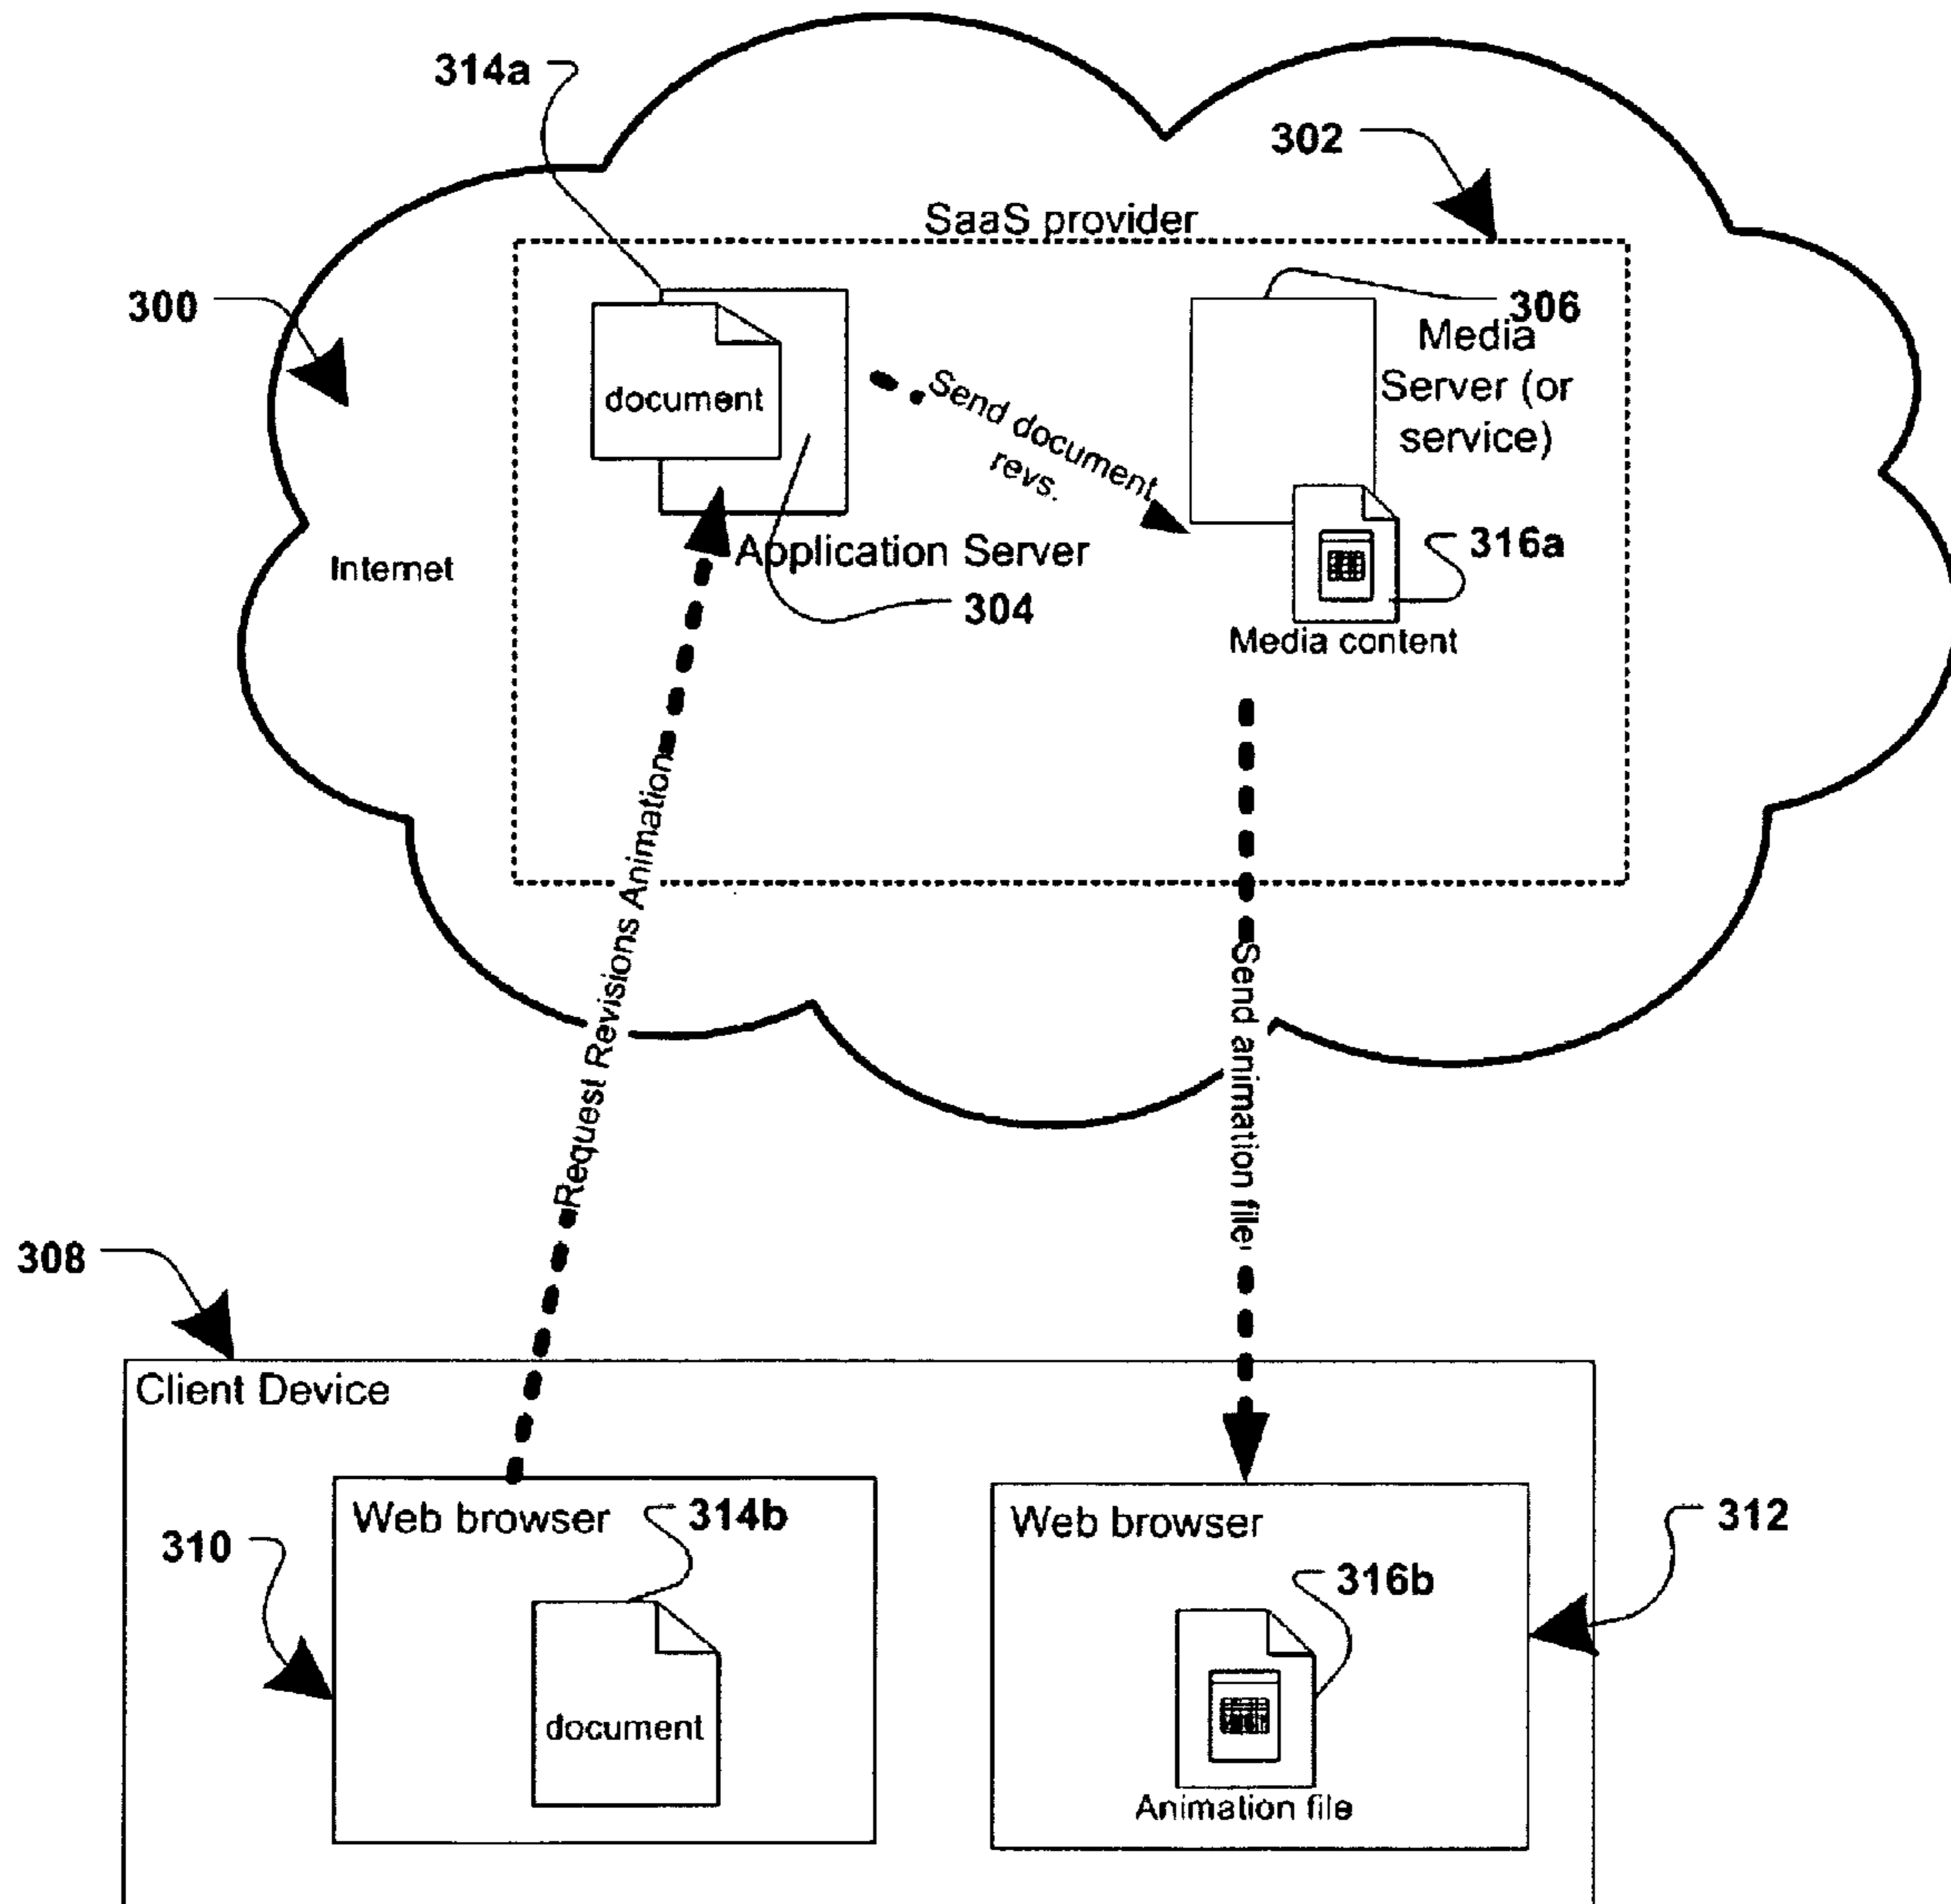 314a
302
SaaS provider
300
306
Media
Server (or
service)
document
Send document
revs.
Internet
Application Server
304
316a
Media content
Request Revisions Animation
Send animation file
308
Client Device
Web browser
314b
310
document
Web browser
312
316b
Animation file